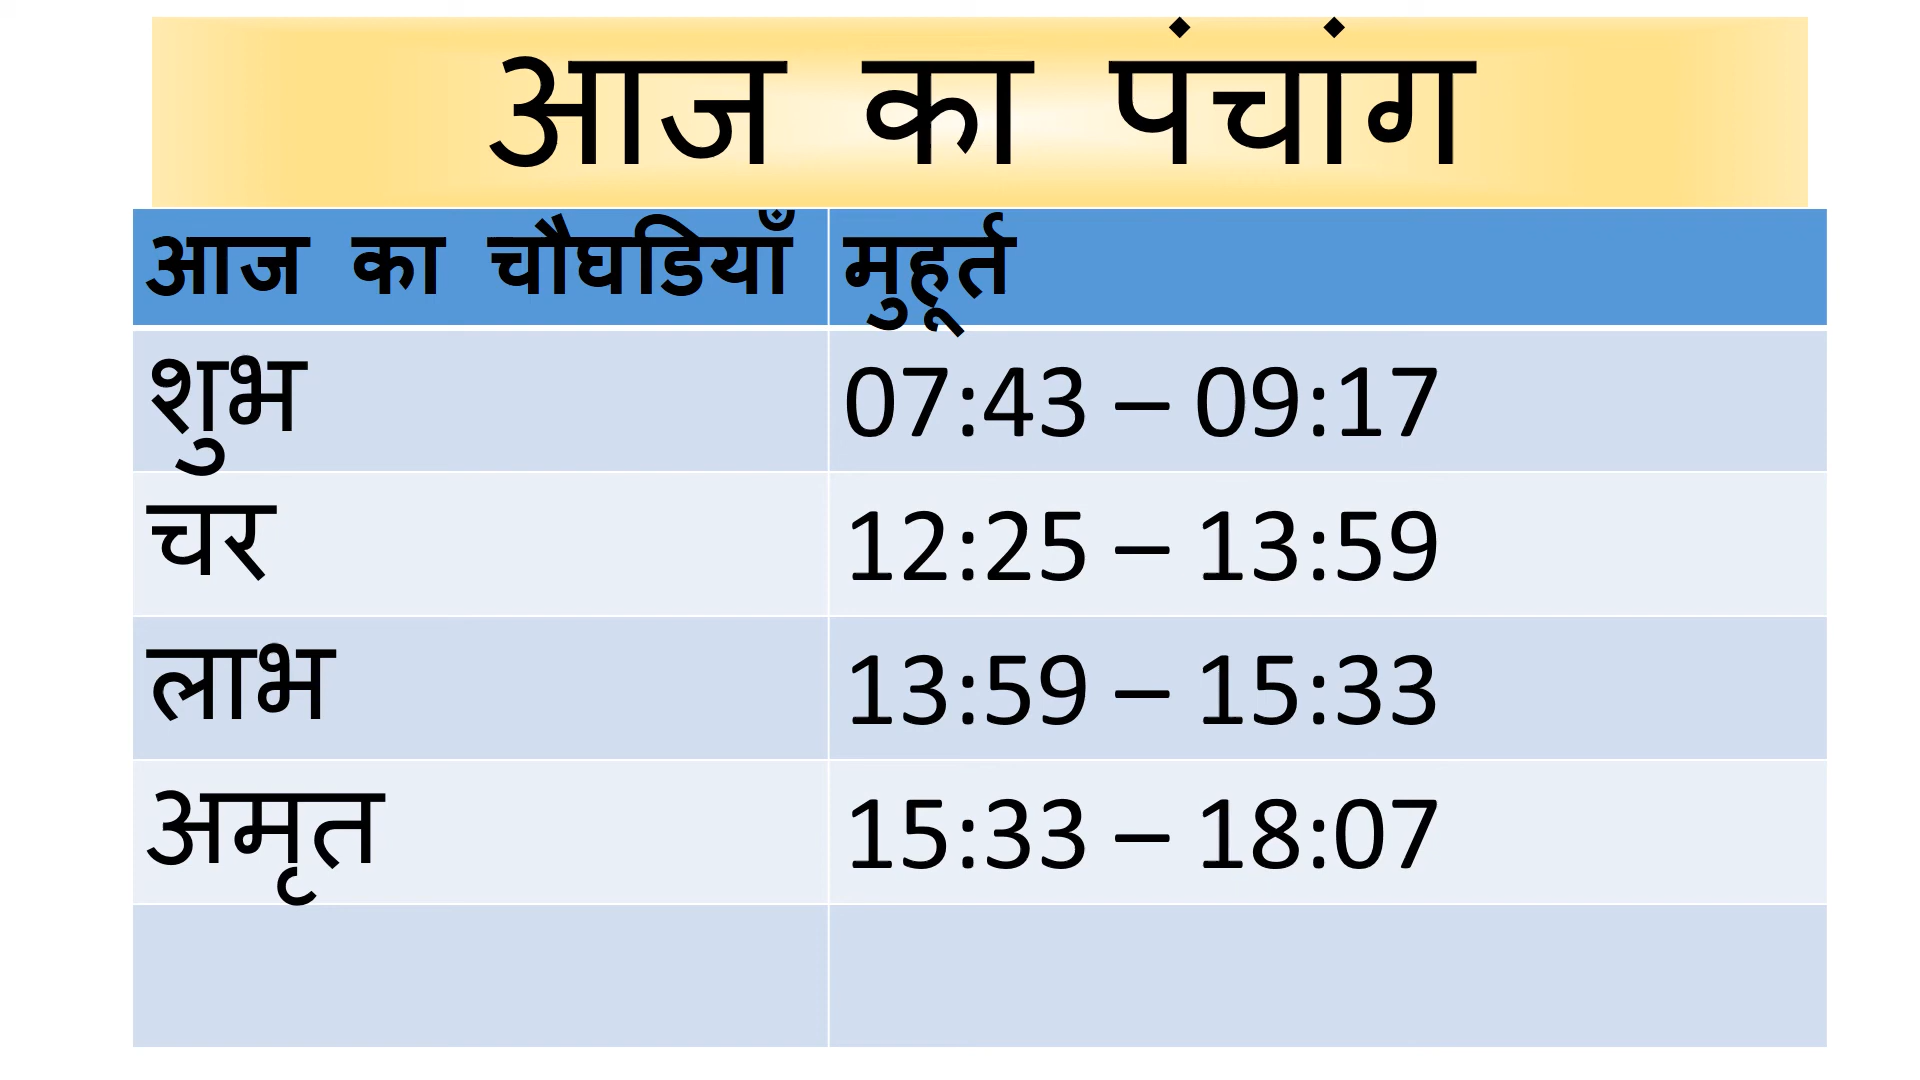 आज का पंचांग
आज का चौघडियाँ मुहूर्त
शुभ 07:43 – 09:17
चर 12:25 – 13:59
लाभ 13:59 – 15:33
अमृत 15:33 – 18:07